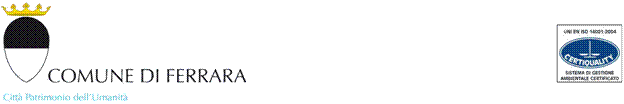 COMUNE DI FERRARA
Città Patrimonio dell'Umanità
UNI EN ISO 14001:2004
CERTIQUALITY
SISTEMA DI GESTIONE
AMBIENTALE CERTIFICATO